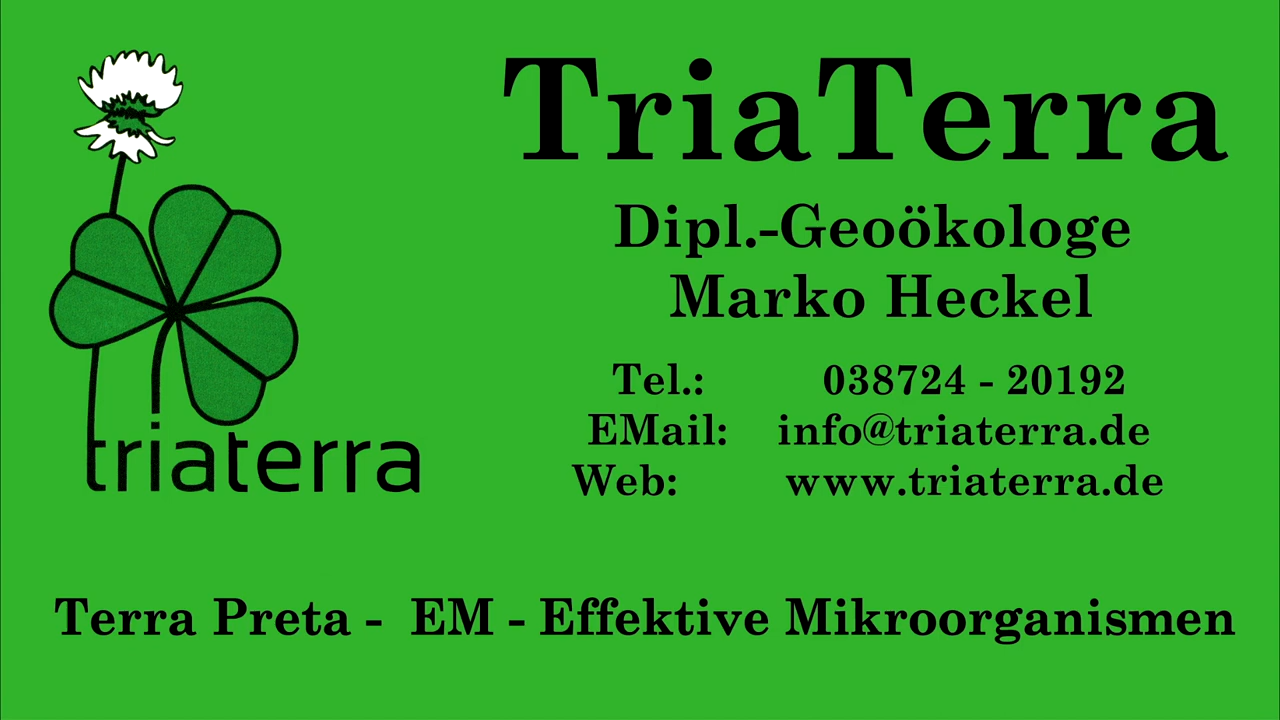 TriaTerra
Dipl.-Geoökologe
Marko Heckel
Tel.: 038724 - 20192
EMail: info@triaterra.de
Web: www.triaterra.de
triaterra
Terra Preta - EM - Effektive Mikroorganismen